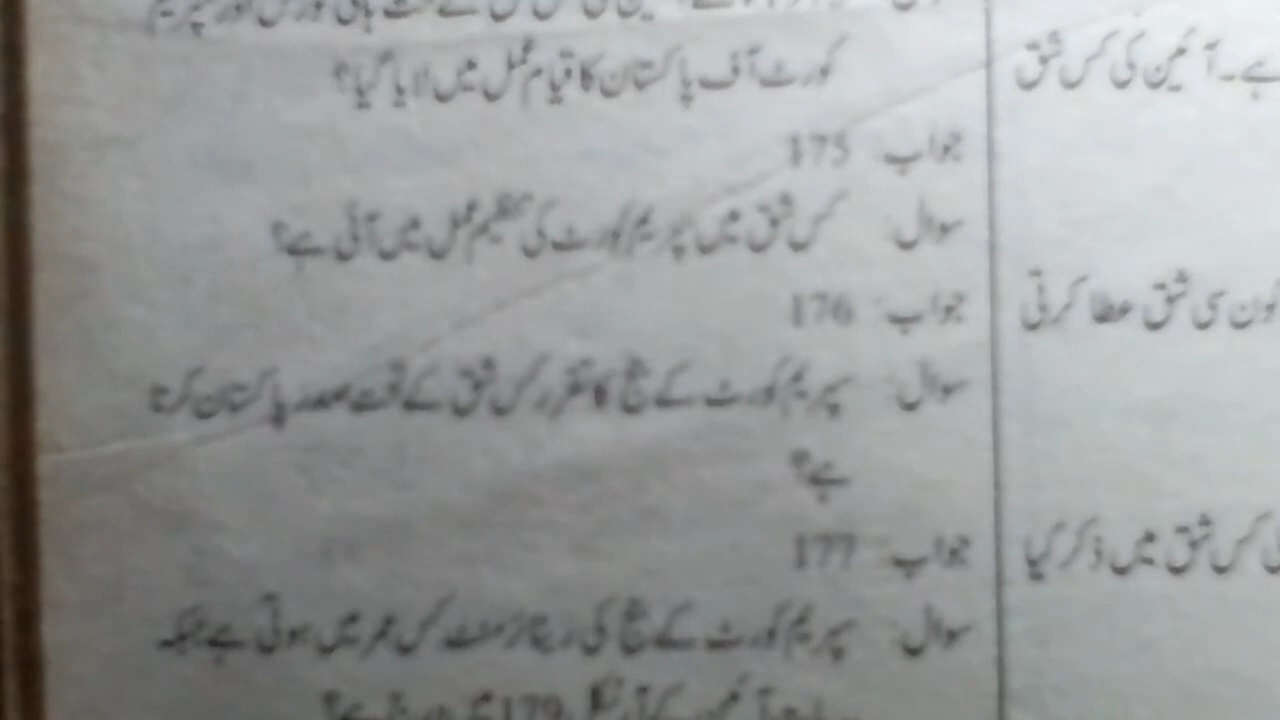 کورٹ آف پاکستان کا قیام عمل میں لایا گیا؟
جواب 175
سوال: کس شق میں سپریم کورٹ کی تنظیم عمل میں آئی ہے؟
جواب 176
سوال: سپریم کورٹ کے جج کا تقرر کس شق کے تحت صدر پاکستان کرتا
ہے؟
جواب 177
سوال: سپریم کورٹ کے جج کی ریٹائرمنٹ کس عمر میں ہوتی ہے جبکہ
179
ہے۔ آئین کی کس شق
کون سی شق عطا کرتی
کس شق میں ذکر کیا